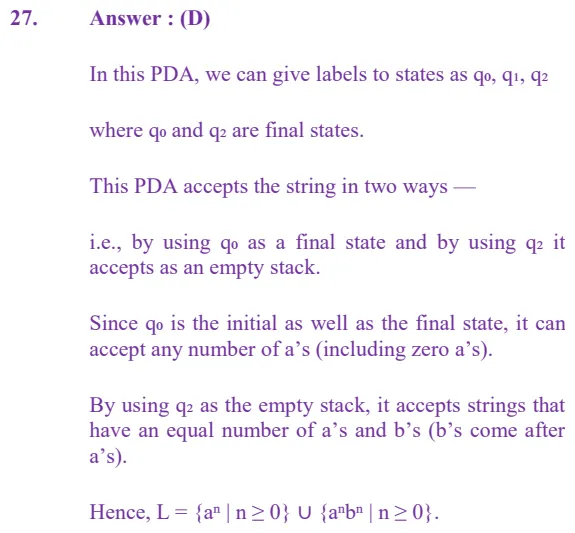 27. Answer : (D)
In this PDA, we can give labels to states as q₀, q₁, q₂
where q₀ and q₂ are final states.
This PDA accepts the string in two ways —
i.e., by using q₀ as a final state and by using q₂ it
accepts as an empty stack.
Since q₀ is the initial as well as the final state, it can
accept any number of a’s (including zero a’s).
By using q₂ as the empty stack, it accepts strings that
have an equal number of a’s and b’s (b’s come after
a’s).
Hence, L = {aⁿ | n ≥ 0} ∪ {aⁿbⁿ | n ≥ 0}.